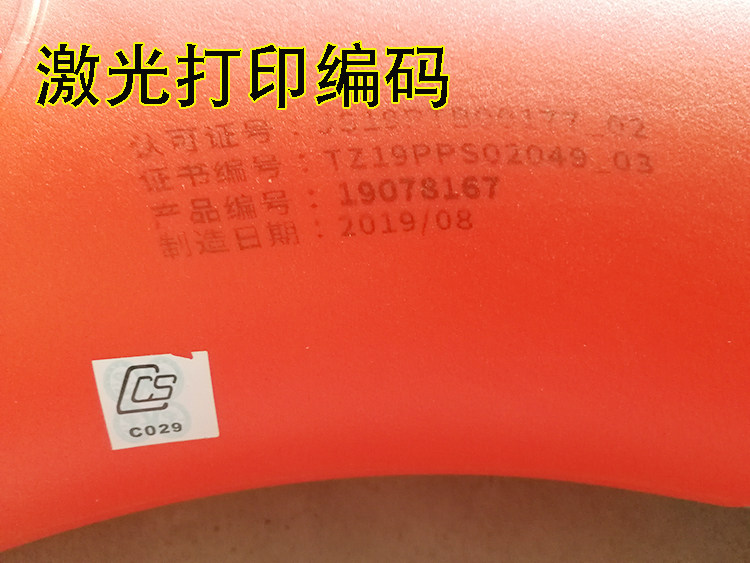 激光打印编码
认可证号:
证书编号:TZ19PPS02049_03
产品编号:19078167
制造日期:2019/08
CCS
C029